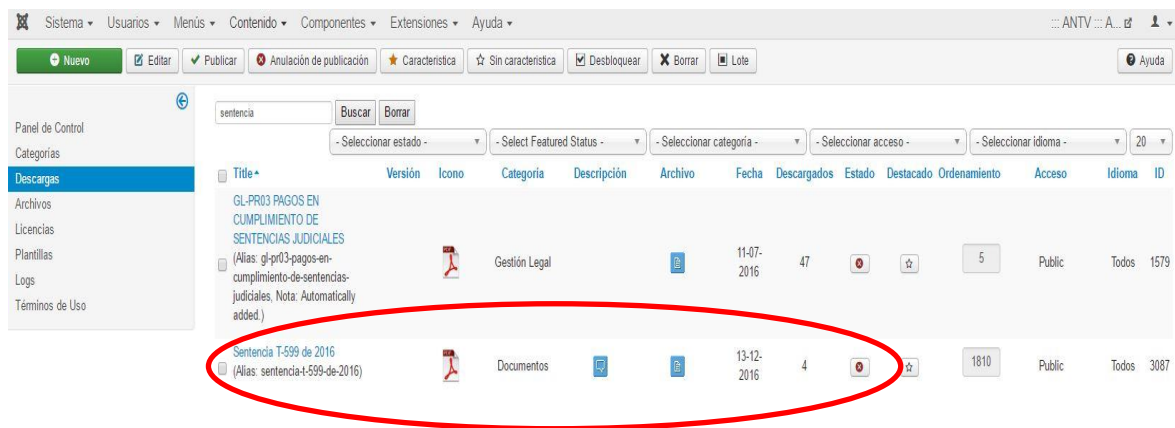 Sistema Usuarios Menús Contenido Componentes Extensiones Ayuda ::: ANTV ::: A...
Nuevo Editar Publicar Anulación de publicación Caracteristica Sin caracteristica Desbloquear Borrar Lote Ayuda
Panel de Control
Categorías
Descargas
Archivos
Licencias
Plantillas
Logs
Términos de Uso
sentencia Buscar Borrar
- Seleccionar estado - - Select Featured Status - - Seleccionar categoría - - Seleccionar acceso - - Seleccionar idioma - 20
Title Versión Icono Categoría Descripción Archivo Fecha Descargados Estado Destacado Ordenamiento Acceso Idioma ID
GL-PR03 PAGOS EN
CUMPLIMIENTO DE
SENTENCIAS JUDICIALES
(Alias: gl-pr03-pagos-en-
cumplimiento-de-sentencias-
judiciales, Nota: Automatically
added.)
Gestión Legal
11-07-
2016
47 5 Public Todos 1579
Sentencia T-599 de 2016
(Alias: sentencia-t-599-de-2016)
Documentos
13-12-
2016
4 1810 Public Todos 3087